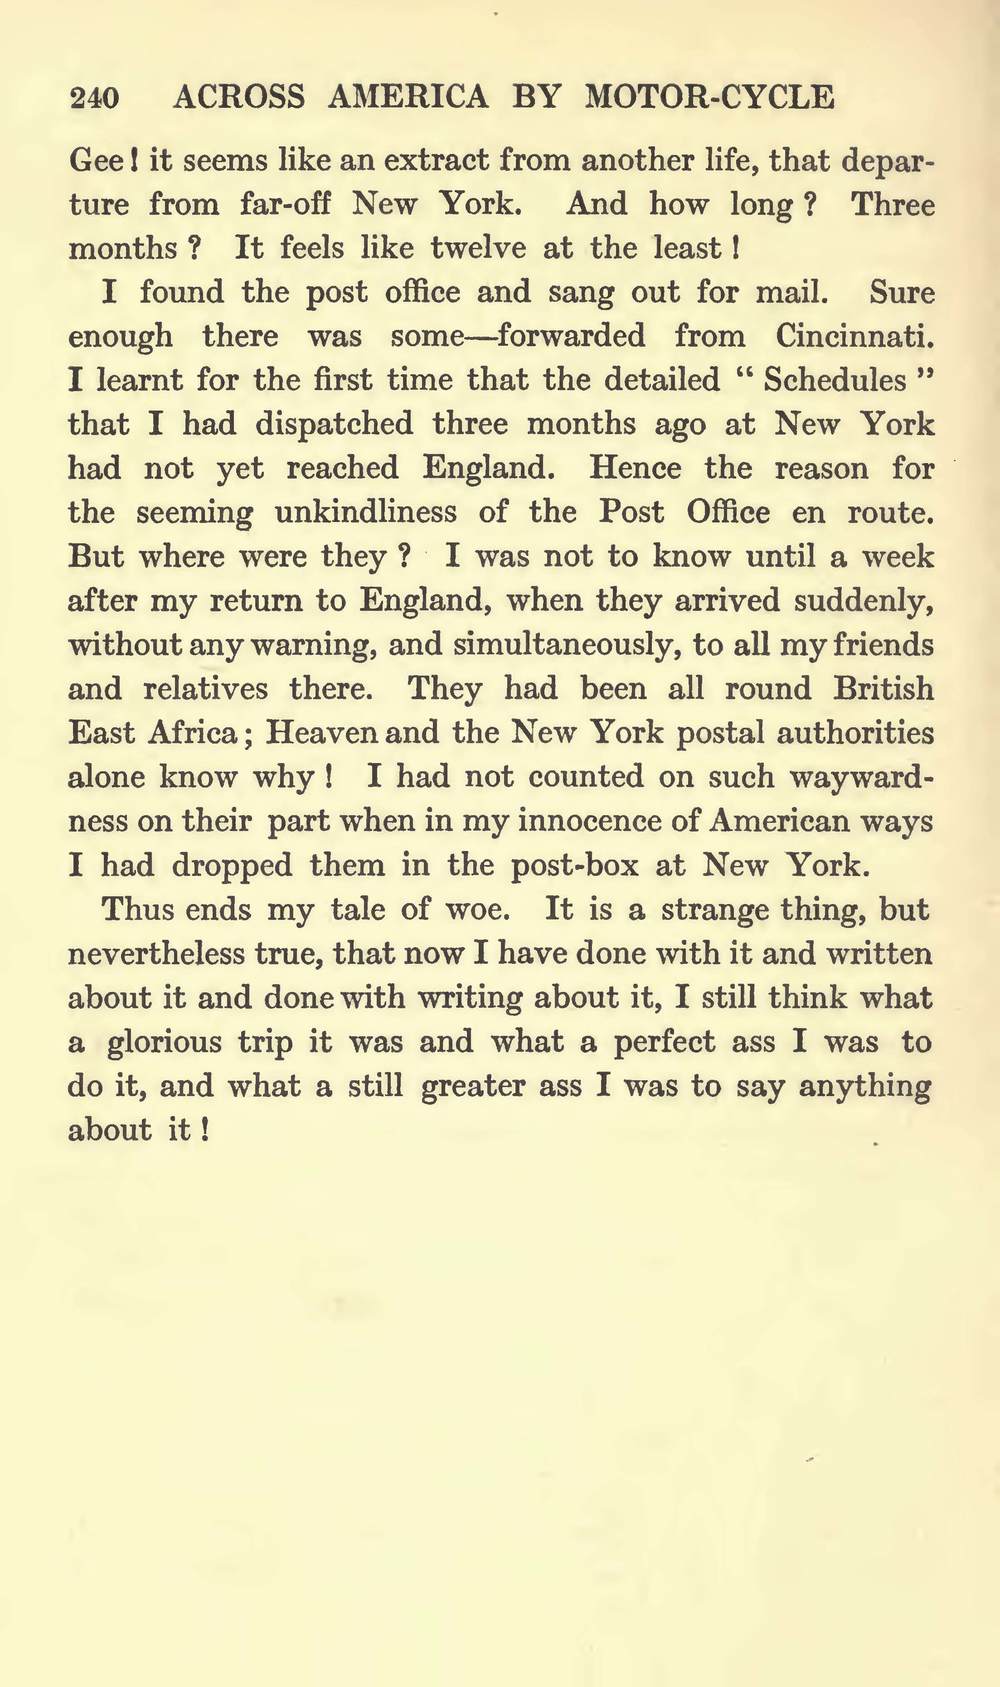 240 ACROSS AMERICA BY MOTOR-CYCLE
Gee! it seems like an extract from another life, that depar-
ture from far-off New York. And how long? Three
months? It feels like twelve at the least!
I found the post office and sang out for mail. Sure
enough there was some—forwarded from Cincinnati.
I learnt for the first time that the detailed “ Schedules ”
that I had dispatched three months ago at New York
had not yet reached England. Hence the reason for
the seeming unkindliness of the Post Office en route.
But where were they? I was not to know until a week
after my return to England, when they arrived suddenly,
without any warning, and simultaneously, to all my friends
and relatives there. They had been all round British
East Africa; Heaven and the New York postal authorities
alone know why! I had not counted on such wayward-
ness on their part when in my innocence of American ways
I had dropped them in the post-box at New York.
Thus ends my tale of woe. It is a strange thing, but
nevertheless true, that now I have done with it and written
about it and done with writing about it, I still think what
a glorious trip it was and what a perfect ass I was to
do it, and what a still greater ass I was to say anything
about it!